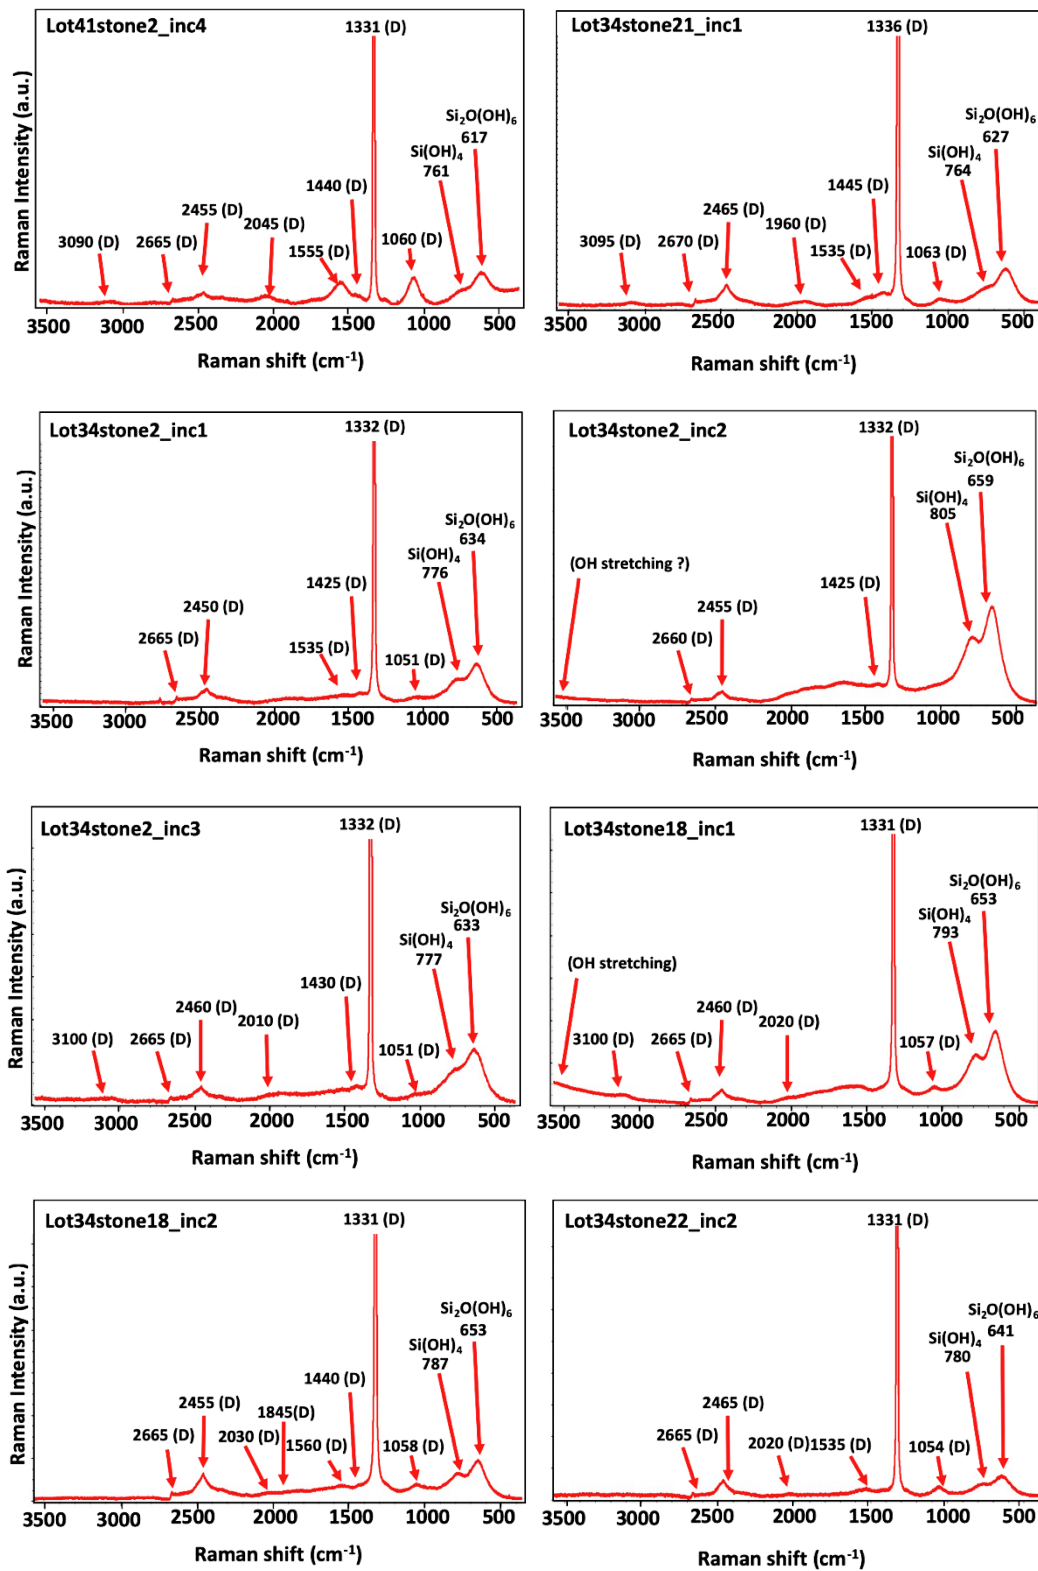 Lot41stone2_inc4
1331 (D)
Si₂O(OH)₆
617
Si(OH)₄
761
1440 (D)
2455 (D)
2045 (D)
3090 (D)
2665 (D)
1555 (D)
1060 (D)
Raman Intensity (a.u.)
3500 3000 2500 2000 1500 1000 500
Raman shift (cm⁻¹)
Lot34stone21_inc1
1336 (D)
Si₂O(OH)₆
627
Si(OH)₄
764
1445 (D)
2465 (D)
1960 (D)
3095 (D)
2670 (D)
1535 (D)
1063 (D)
3500 3000 2500 2000 1500 1000 500
Raman shift (cm⁻¹)
Lot34stone2_inc1
1332 (D)
Si₂O(OH)₆
634
Si(OH)₄
776
1425 (D)
2450 (D)
2665 (D)
1535 (D)
1051 (D)
Raman Intensity (a.u.)
3500 3000 2500 2000 1500 1000 500
Raman shift (cm⁻¹)
Lot34stone2_inc2
1332 (D)
Si₂O(OH)₆
659
Si(OH)₄
805
(OH stretching ?)
1425 (D)
2455 (D)
2660 (D)
3500 3000 2500 2000 1500 1000 500
Raman shift (cm⁻¹)
Lot34stone2_inc3
1332 (D)
Si₂O(OH)₆
633
Si(OH)₄
777
1430 (D)
2460 (D)
2010 (D)
3100 (D)
2665 (D)
1051 (D)
Raman Intensity (a.u.)
3500 3000 2500 2000 1500 1000 500
Raman shift (cm⁻¹)
Lot34stone18_inc1
1331 (D)
Si₂O(OH)₆
653
Si(OH)₄
793
(OH stretching)
2460 (D)
2020 (D)
3100 (D)
2665 (D)
1057 (D)
3500 3000 2500 2000 1500 1000 500
Raman shift (cm⁻¹)
Lot34stone18_inc2
1331 (D)
Si₂O(OH)₆
653
Si(OH)₄
787
1440 (D)
2455 (D)
1845(D)
2665 (D)
2030 (D)
1560 (D)
1058 (D)
Raman Intensity (a.u.)
3500 3000 2500 2000 1500 1000 500
Raman shift (cm⁻¹)
Lot34stone22_inc2
1331 (D)
Si₂O(OH)₆
641
Si(OH)₄
780
2465 (D)
2665 (D)
2020 (D)
1535 (D)
1054 (D)
3500 3000 2500 2000 1500 1000 500
Raman shift (cm⁻¹)